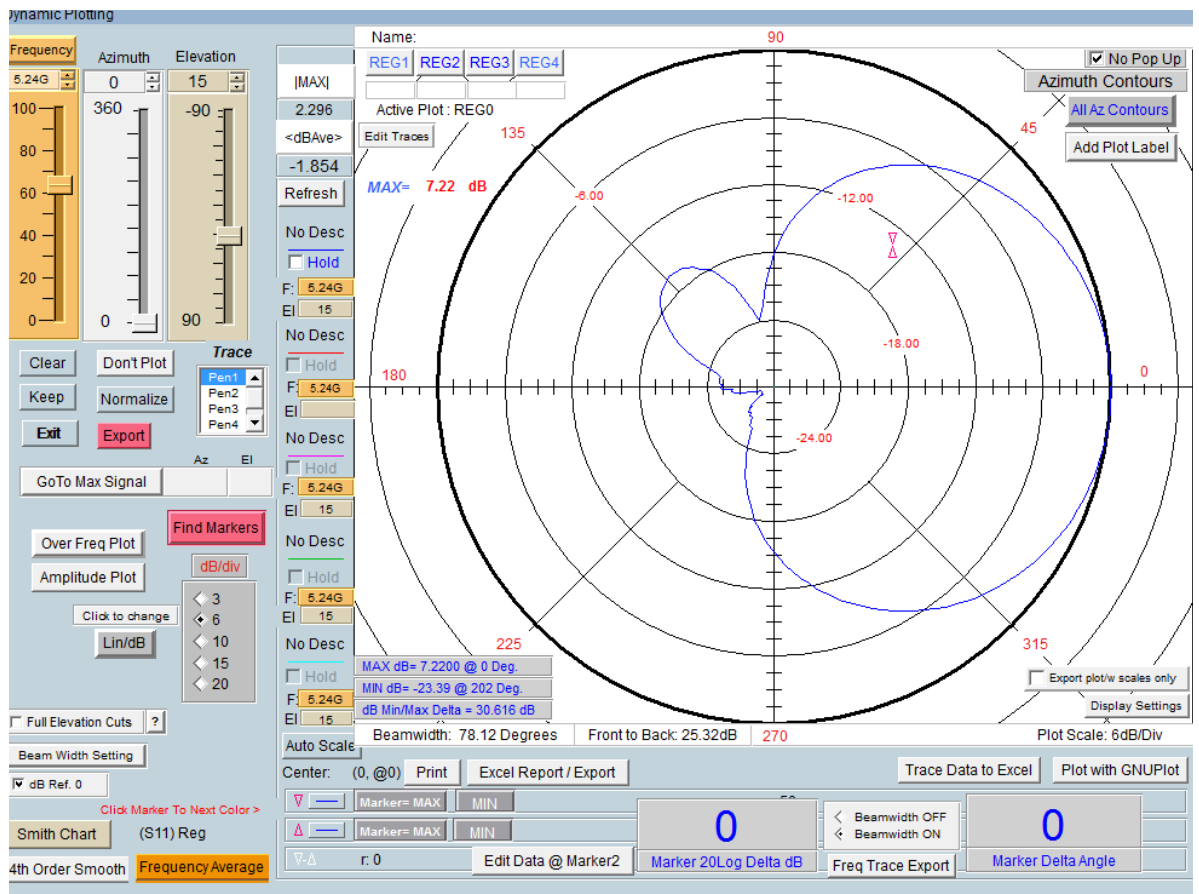 Dynamic Plotting
Frequency
5.24G
100
80
60
40
20
0
Azimuth
0
360
0
Elevation
15
-90
90
Clear
Don't Plot
Keep
Normalize
Exit
Export
Trace
Pen1
Pen2
Pen3
Pen4
Az El
GoTo Max Signal
Find Markers
Over Freq Plot
Amplitude Plot
Click to change
Lin/dB
dB/div
3
6
10
15
20
Full Elevation Cuts ?
Beam Width Setting
dB Ref. 0
Click Marker To Next Color >
Smith Chart (S11) Reg
4th Order Smooth Frequency Average
|MAX|
2.296
<dBAve>
-1.854
Refresh
No Desc
Hold
F: 5.24G
El 15
No Desc
Hold
F: 5.24G
El
No Desc
Hold
F: 5.24G
El 15
No Desc
Hold
F: 5.24G
El 15
No Desc
Hold
F: 5.24G
El 15
Auto Scale
Name:
REG1 REG2 REG3 REG4
Active Plot : REG0
Edit Traces
MAX= 7.22 dB
No Pop Up
Azimuth Contours
All Az Contours
Add Plot Label
90
135
45
-6.00
-12.00
-18.00
180
0
-24.00
225
315
270
MAX dB= 7.2200 @ 0 Deg.
MIN dB= -23.39 @ 202 Deg.
dB Min/Max Delta = 30.616 dB
Export plot/w scales only
Display Settings
Beamwidth: 78.12 Degrees Front to Back: 25.32dB Plot Scale: 6dB/Div
Center: (0, @0) Print Excel Report / Export Trace Data to Excel Plot with GNUPlot
Marker= MAX MIN
Marker= MAX MIN
r: 0 Edit Data @ Marker2
0
Marker 20Log Delta dB
Beamwidth OFF
Beamwidth ON
Freq Trace Export
0
Marker Delta Angle